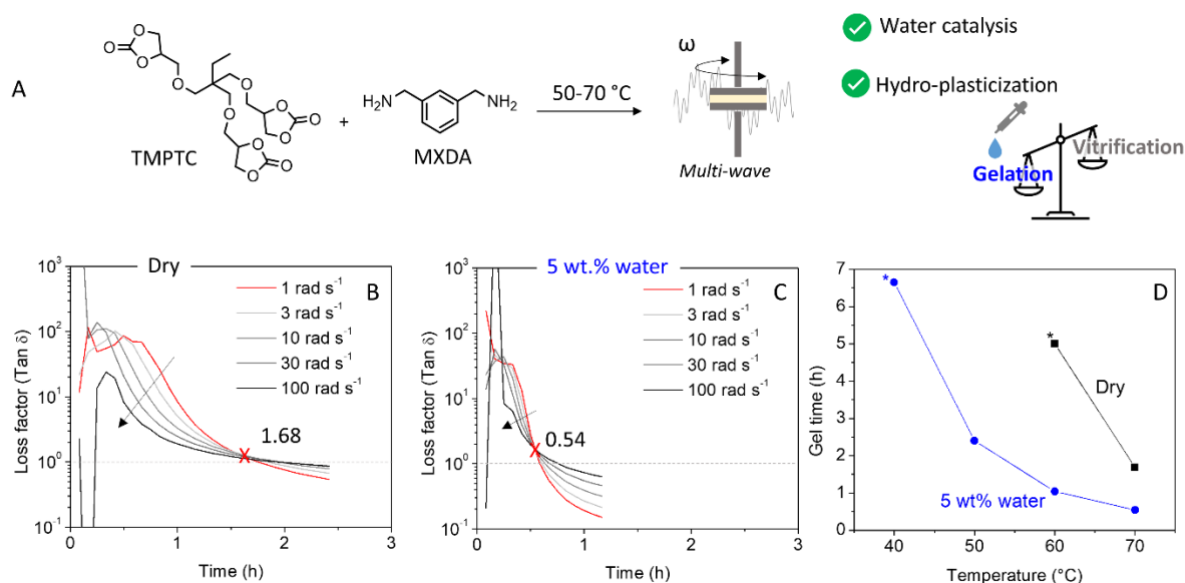 A
O
O
O
O
O
O
O
O
O
O
O
O
TMPTC
+
NH₂
NH₂
MXDA
50-70 °C
ω
Multi-wave
Water catalysis
Hydro-plasticization
Gelation
Vitrification
Dry
B
Loss factor (Tan δ)
10³
10²
10¹
10⁰
10⁻¹
1 rad s⁻¹
3 rad s⁻¹
10 rad s⁻¹
30 rad s⁻¹
100 rad s⁻¹
1.68
0
1
2
3
Time (h)
5 wt.% water
C
Loss factor (Tan δ)
10³
10²
10¹
10⁰
10⁻¹
1 rad s⁻¹
3 rad s⁻¹
10 rad s⁻¹
30 rad s⁻¹
100 rad s⁻¹
0.54
0
1
2
3
Time (h)
D
Gel time (h)
7
6
5
4
3
2
1
0
*
*
Dry
5 wt% water
40
50
60
70
Temperature (°C)